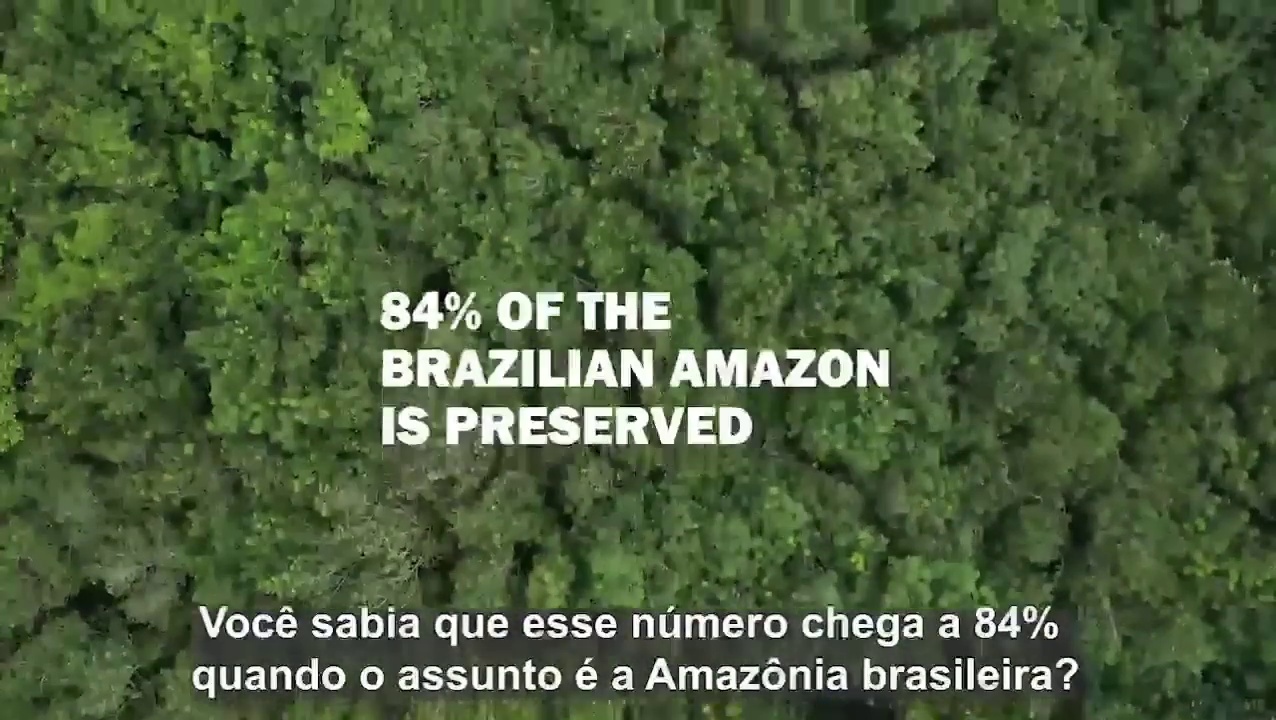 84% OF THE
BRAZILIAN AMAZON
IS PRESERVED
Você sabia que esse número chega a 84%
quando o assunto é a Amazônia brasileira?